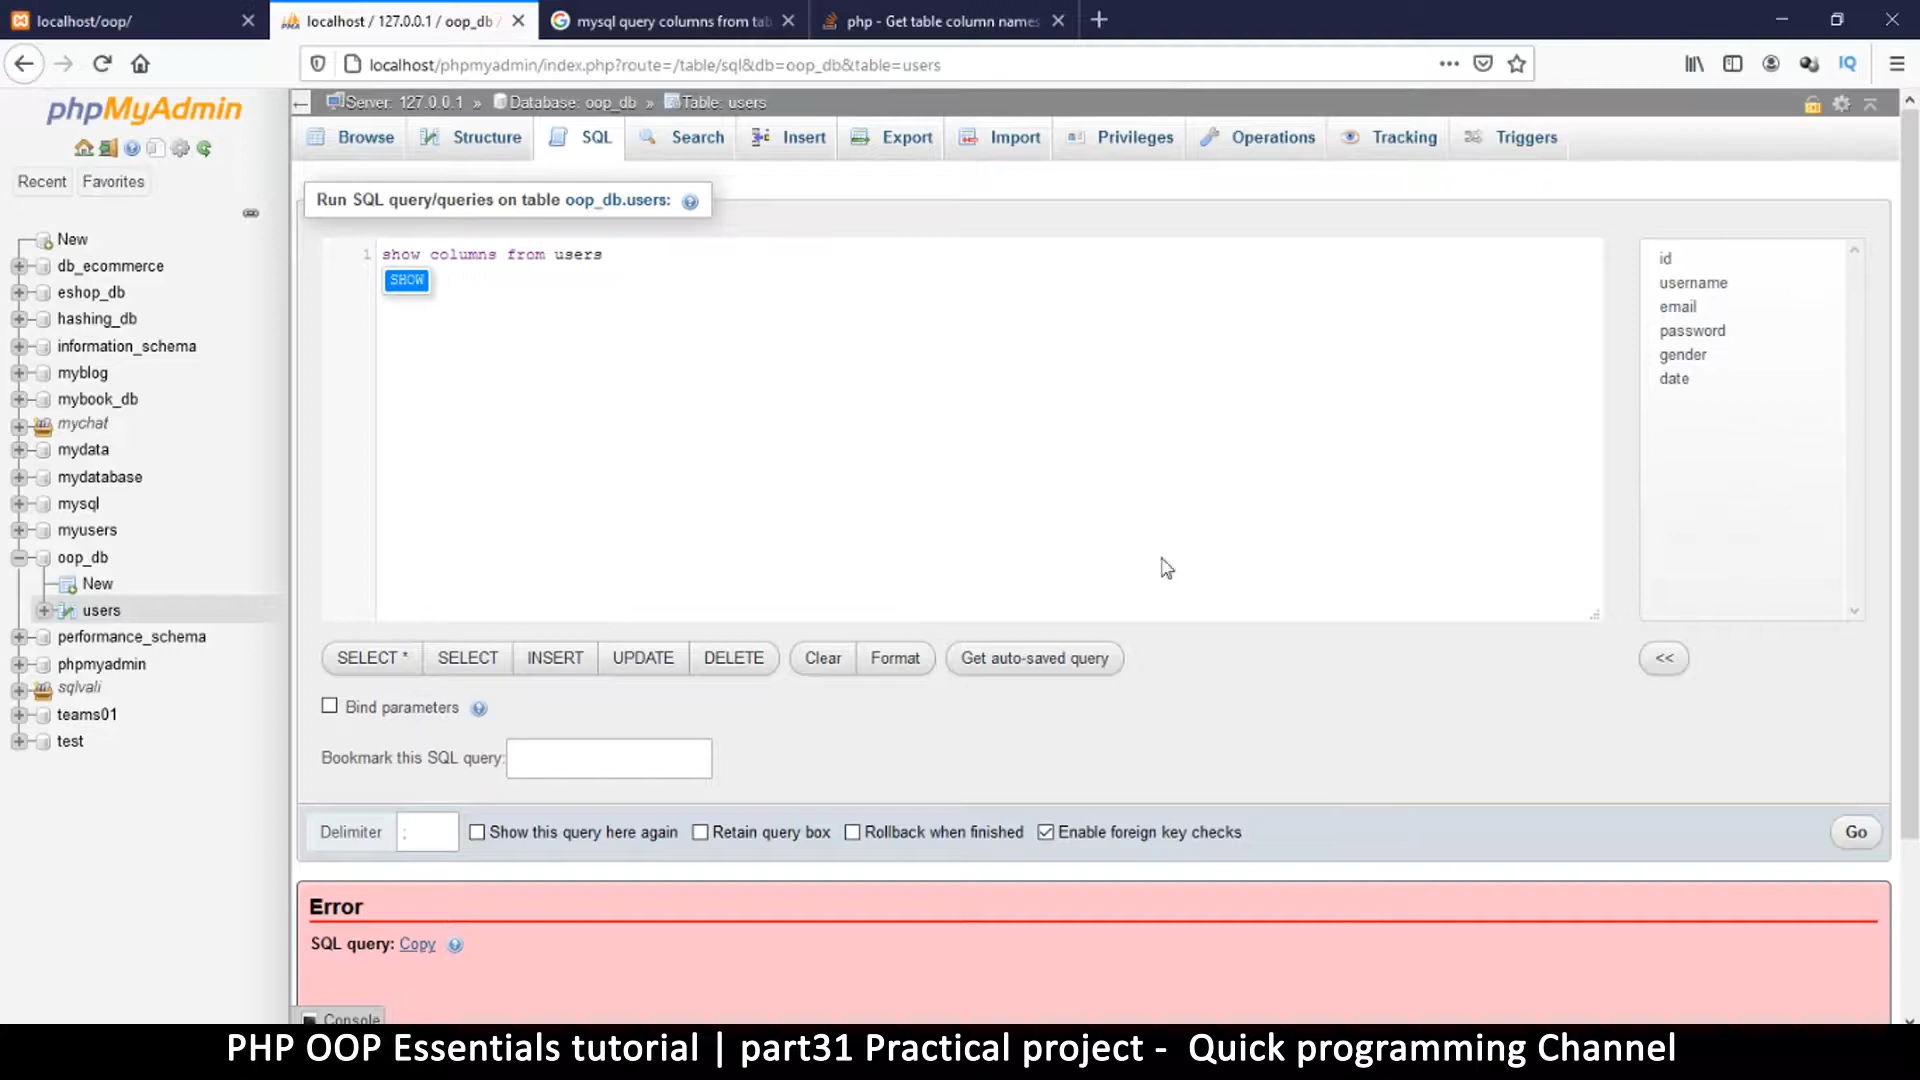 localhost/oop/
localhost / 127.0.0.1 / oop_db /
mysql query columns from tab
php - Get table column names
localhost/phpmyadmin/index.php?route=/table/sql&db=oop_db&table=users
IQ
phpMyAdmin
Recent
Favorites
New
db_ecommerce
eshop_db
hashing_db
information_schema
myblog
mybook_db
mychat
mydata
mydatabase
mysql
myusers
oop_db
New
users
performance_schema
phpmyadmin
sqlvali
teams01
test
Server: 127.0.0.1 » Database: oop_db » Table: users
Browse
Structure
SQL
Search
Insert
Export
Import
Privileges
Operations
Tracking
Triggers
Run SQL query/queries on table oop_db.users:
1 show columns from users
SHOW
id
username
email
password
gender
date
SELECT *
SELECT
INSERT
UPDATE
DELETE
Clear
Format
Get auto-saved query
<<
Bind parameters
Bookmark this SQL query:
Delimiter
;
Show this query here again
Retain query box
Rollback when finished
Enable foreign key checks
Go
Error
SQL query: Copy
Console
PHP OOP Essentials tutorial | part31 Practical project - Quick programming Channel